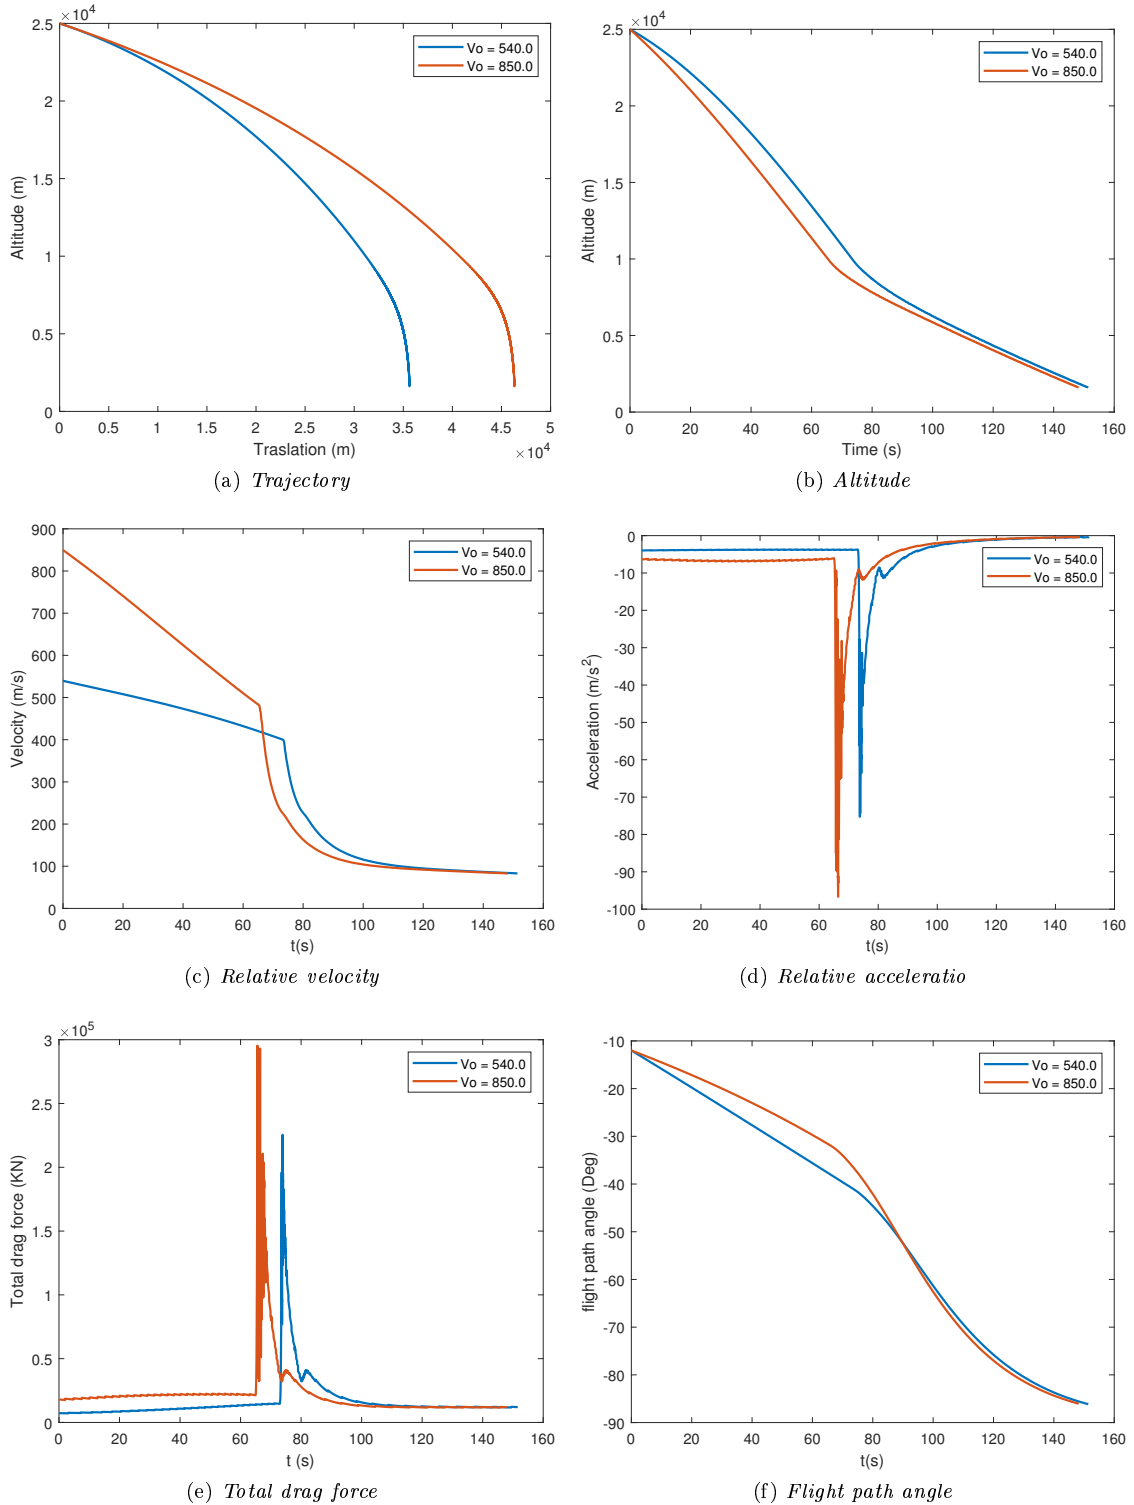 ×10⁴
2.5
2
1.5
1
0.5
0
Altitude (m)
Vo = 540.0
Vo = 850.0
0 0.5 1 1.5 2 2.5 3 3.5 4 4.5 5
Traslation (m)
×10⁴
(a) Trajectory
×10⁴
2.5
2
1.5
1
0.5
0
Altitude (m)
Vo = 540.0
Vo = 850.0
0 20 40 60 80 100 120 140 160
Time (s)
(b) Altitude
900
800
700
600
500
400
300
200
100
0
Velocity (m/s)
Vo = 540.0
Vo = 850.0
0 20 40 60 80 100 120 140 160
t(s)
(c) Relative velocity
0
-10
-20
-30
-40
-50
-60
-70
-80
-90
-100
Acceleration (m/s²)
Vo = 540.0
Vo = 850.0
0 20 40 60 80 100 120 140 160
t(s)
(d) Relative acceleratio
×10⁵
3
2.5
2
1.5
1
0.5
0
Total drag force (KN)
Vo = 540.0
Vo = 850.0
0 20 40 60 80 100 120 140 160
t (s)
(e) Total drag force
-10
-20
-30
-40
-50
-60
-70
-80
-90
flight path angle (Deg)
Vo = 540.0
Vo = 850.0
0 20 40 60 80 100 120 140 160
t(s)
(f) Flight path angle